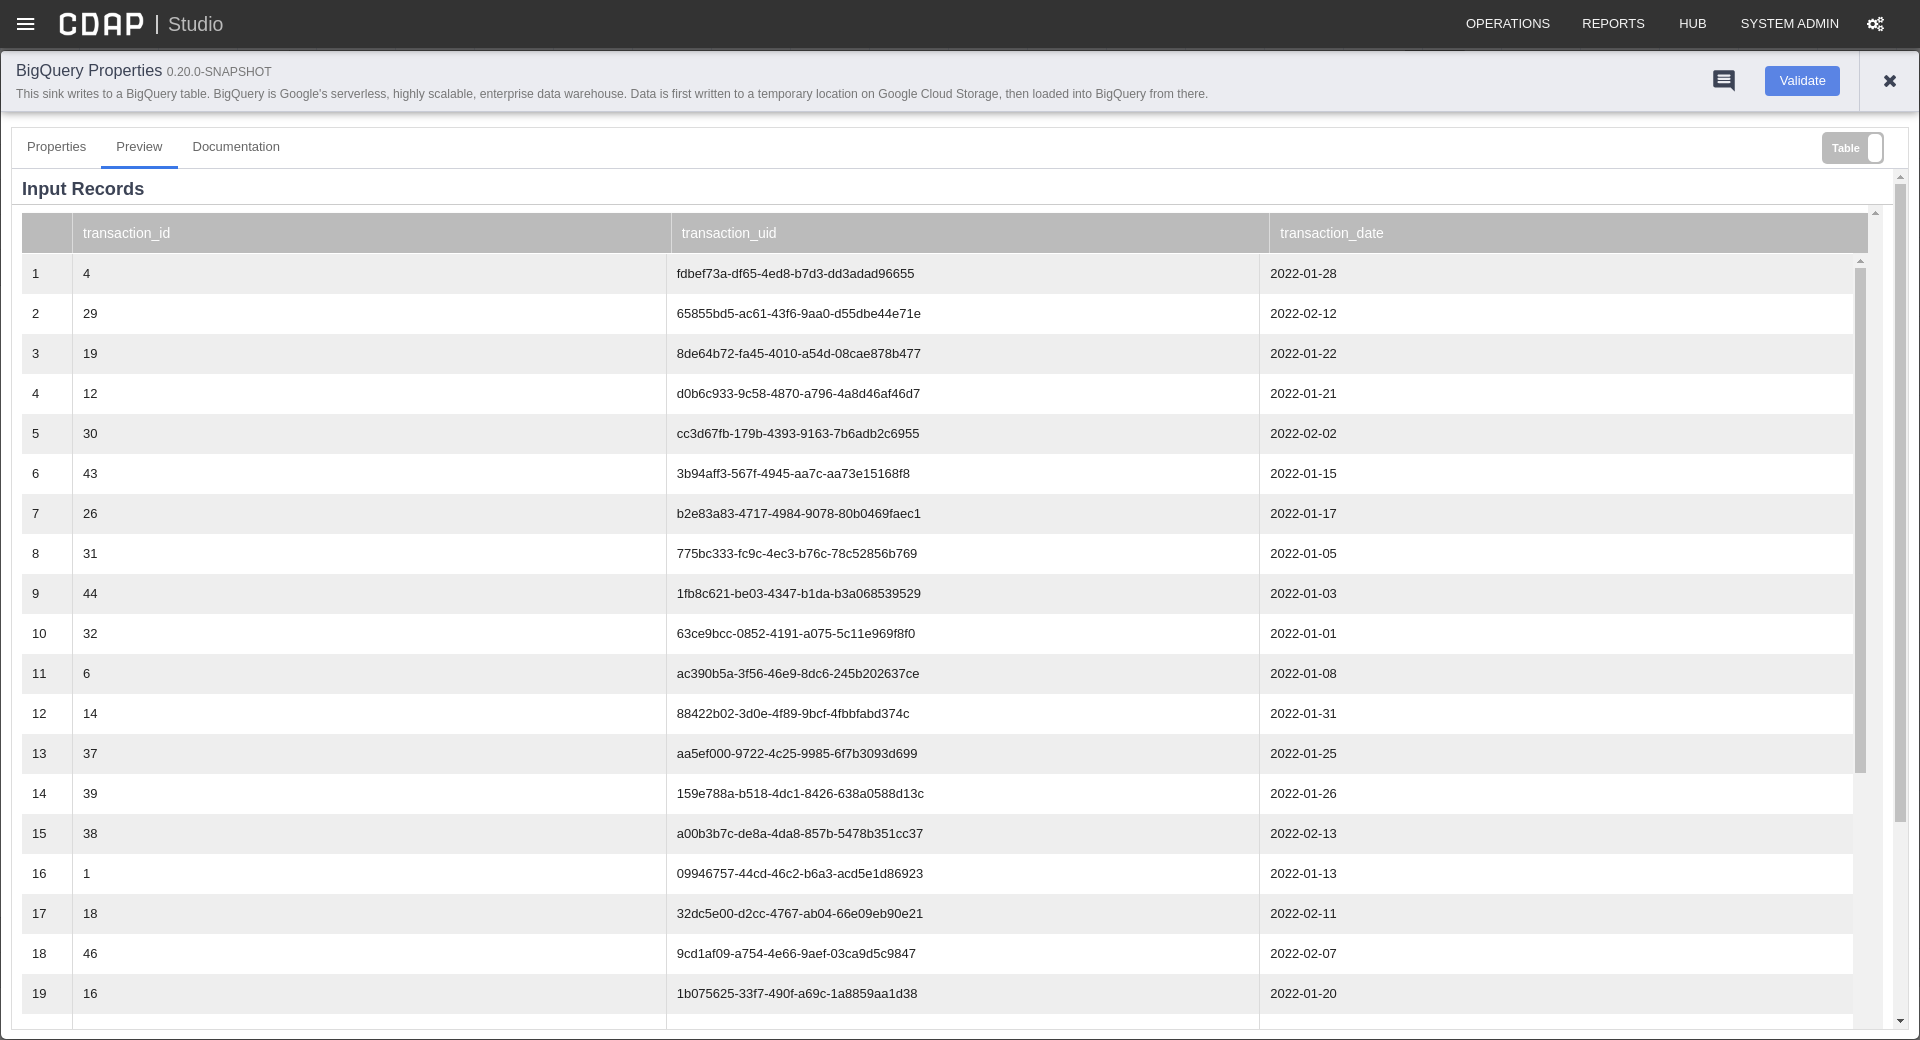 CDAP | Studio OPERATIONS REPORTS HUB SYSTEM ADMIN
BigQuery Properties 0.20.0-SNAPSHOT
This sink writes to a BigQuery table. BigQuery is Google's serverless, highly scalable, enterprise data warehouse. Data is first written to a temporary location on Google Cloud Storage, then loaded into BigQuery from there.
Validate
Properties Preview Documentation Table
Input Records
transaction_id transaction_uid transaction_date
1 4 fdbef73a-df65-4ed8-b7d3-dd3adad96655 2022-01-28
2 29 65855bd5-ac61-43f6-9aa0-d55dbe44e71e 2022-02-12
3 19 8de64b72-fa45-4010-a54d-08cae878b477 2022-01-22
4 12 d0b6c933-9c58-4870-a796-4a8d46af46d7 2022-01-21
5 30 cc3d67fb-179b-4393-9163-7b6adb2c6955 2022-02-02
6 43 3b94aff3-567f-4945-aa7c-aa73e15168f8 2022-01-15
7 26 b2e83a83-4717-4984-9078-80b0469faec1 2022-01-17
8 31 775bc333-fc9c-4ec3-b76c-78c52856b769 2022-01-05
9 44 1fb8c621-be03-4347-b1da-b3a068539529 2022-01-03
10 32 63ce9bcc-0852-4191-a075-5c11e969f8f0 2022-01-01
11 6 ac390b5a-3f56-46e9-8dc6-245b202637ce 2022-01-08
12 14 88422b02-3d0e-4f89-9bcf-4fbbfabd374c 2022-01-31
13 37 aa5ef000-9722-4c25-9985-6f7b3093d699 2022-01-25
14 39 159e788a-b518-4dc1-8426-638a0588d13c 2022-01-26
15 38 a00b3b7c-de8a-4da8-857b-5478b351cc37 2022-02-13
16 1 09946757-44cd-46c2-b6a3-acd5e1d86923 2022-01-13
17 18 32dc5e00-d2cc-4767-ab04-66e09eb90e21 2022-02-11
18 46 9cd1af09-a754-4e66-9aef-03ca9d5c9847 2022-02-07
19 16 1b075625-33f7-490f-a69c-1a8859aa1d38 2022-01-20